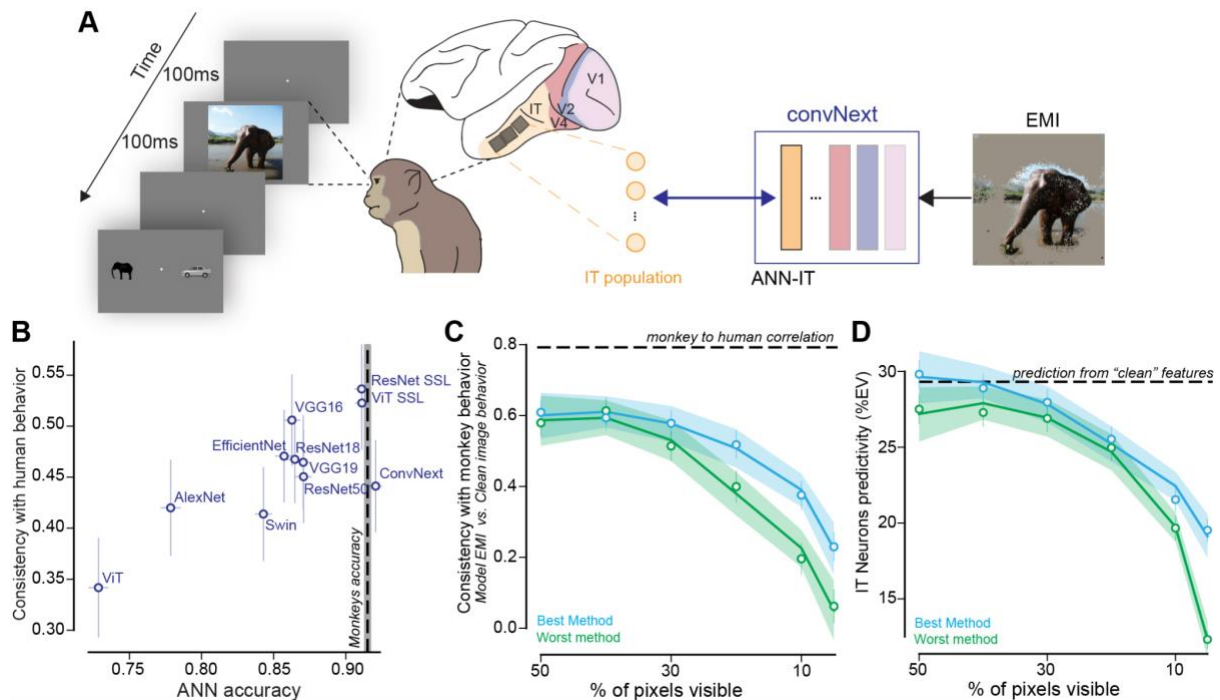 A
Time
100ms
100ms
IT
V1
V2
V4
IT population
convNext
...
ANN-IT
EMI
B
Consistency with human behavior
0.55
0.50
0.45
0.40
0.35
0.30
ResNet SSL
ViT SSL
VGG16
EfficientNet
ResNet18
VGG19
ResNet50
ConvNext
AlexNet
Swin
ViT
Monkeys accuracy
0.75 0.80 0.85 0.90
ANN accuracy
C
Consistency with monkey behavior
Model EMI vs. Clean image behavior
0.8
0.6
0.4
0.2
0.0
monkey to human correlation
Best Method
Worst method
50 30 10
% of pixels visible
D
IT Neurons predictivity (%EV)
30
25
20
15
prediction from “clean” features
Best Method
Worst method
50 30 10
% of pixels visible